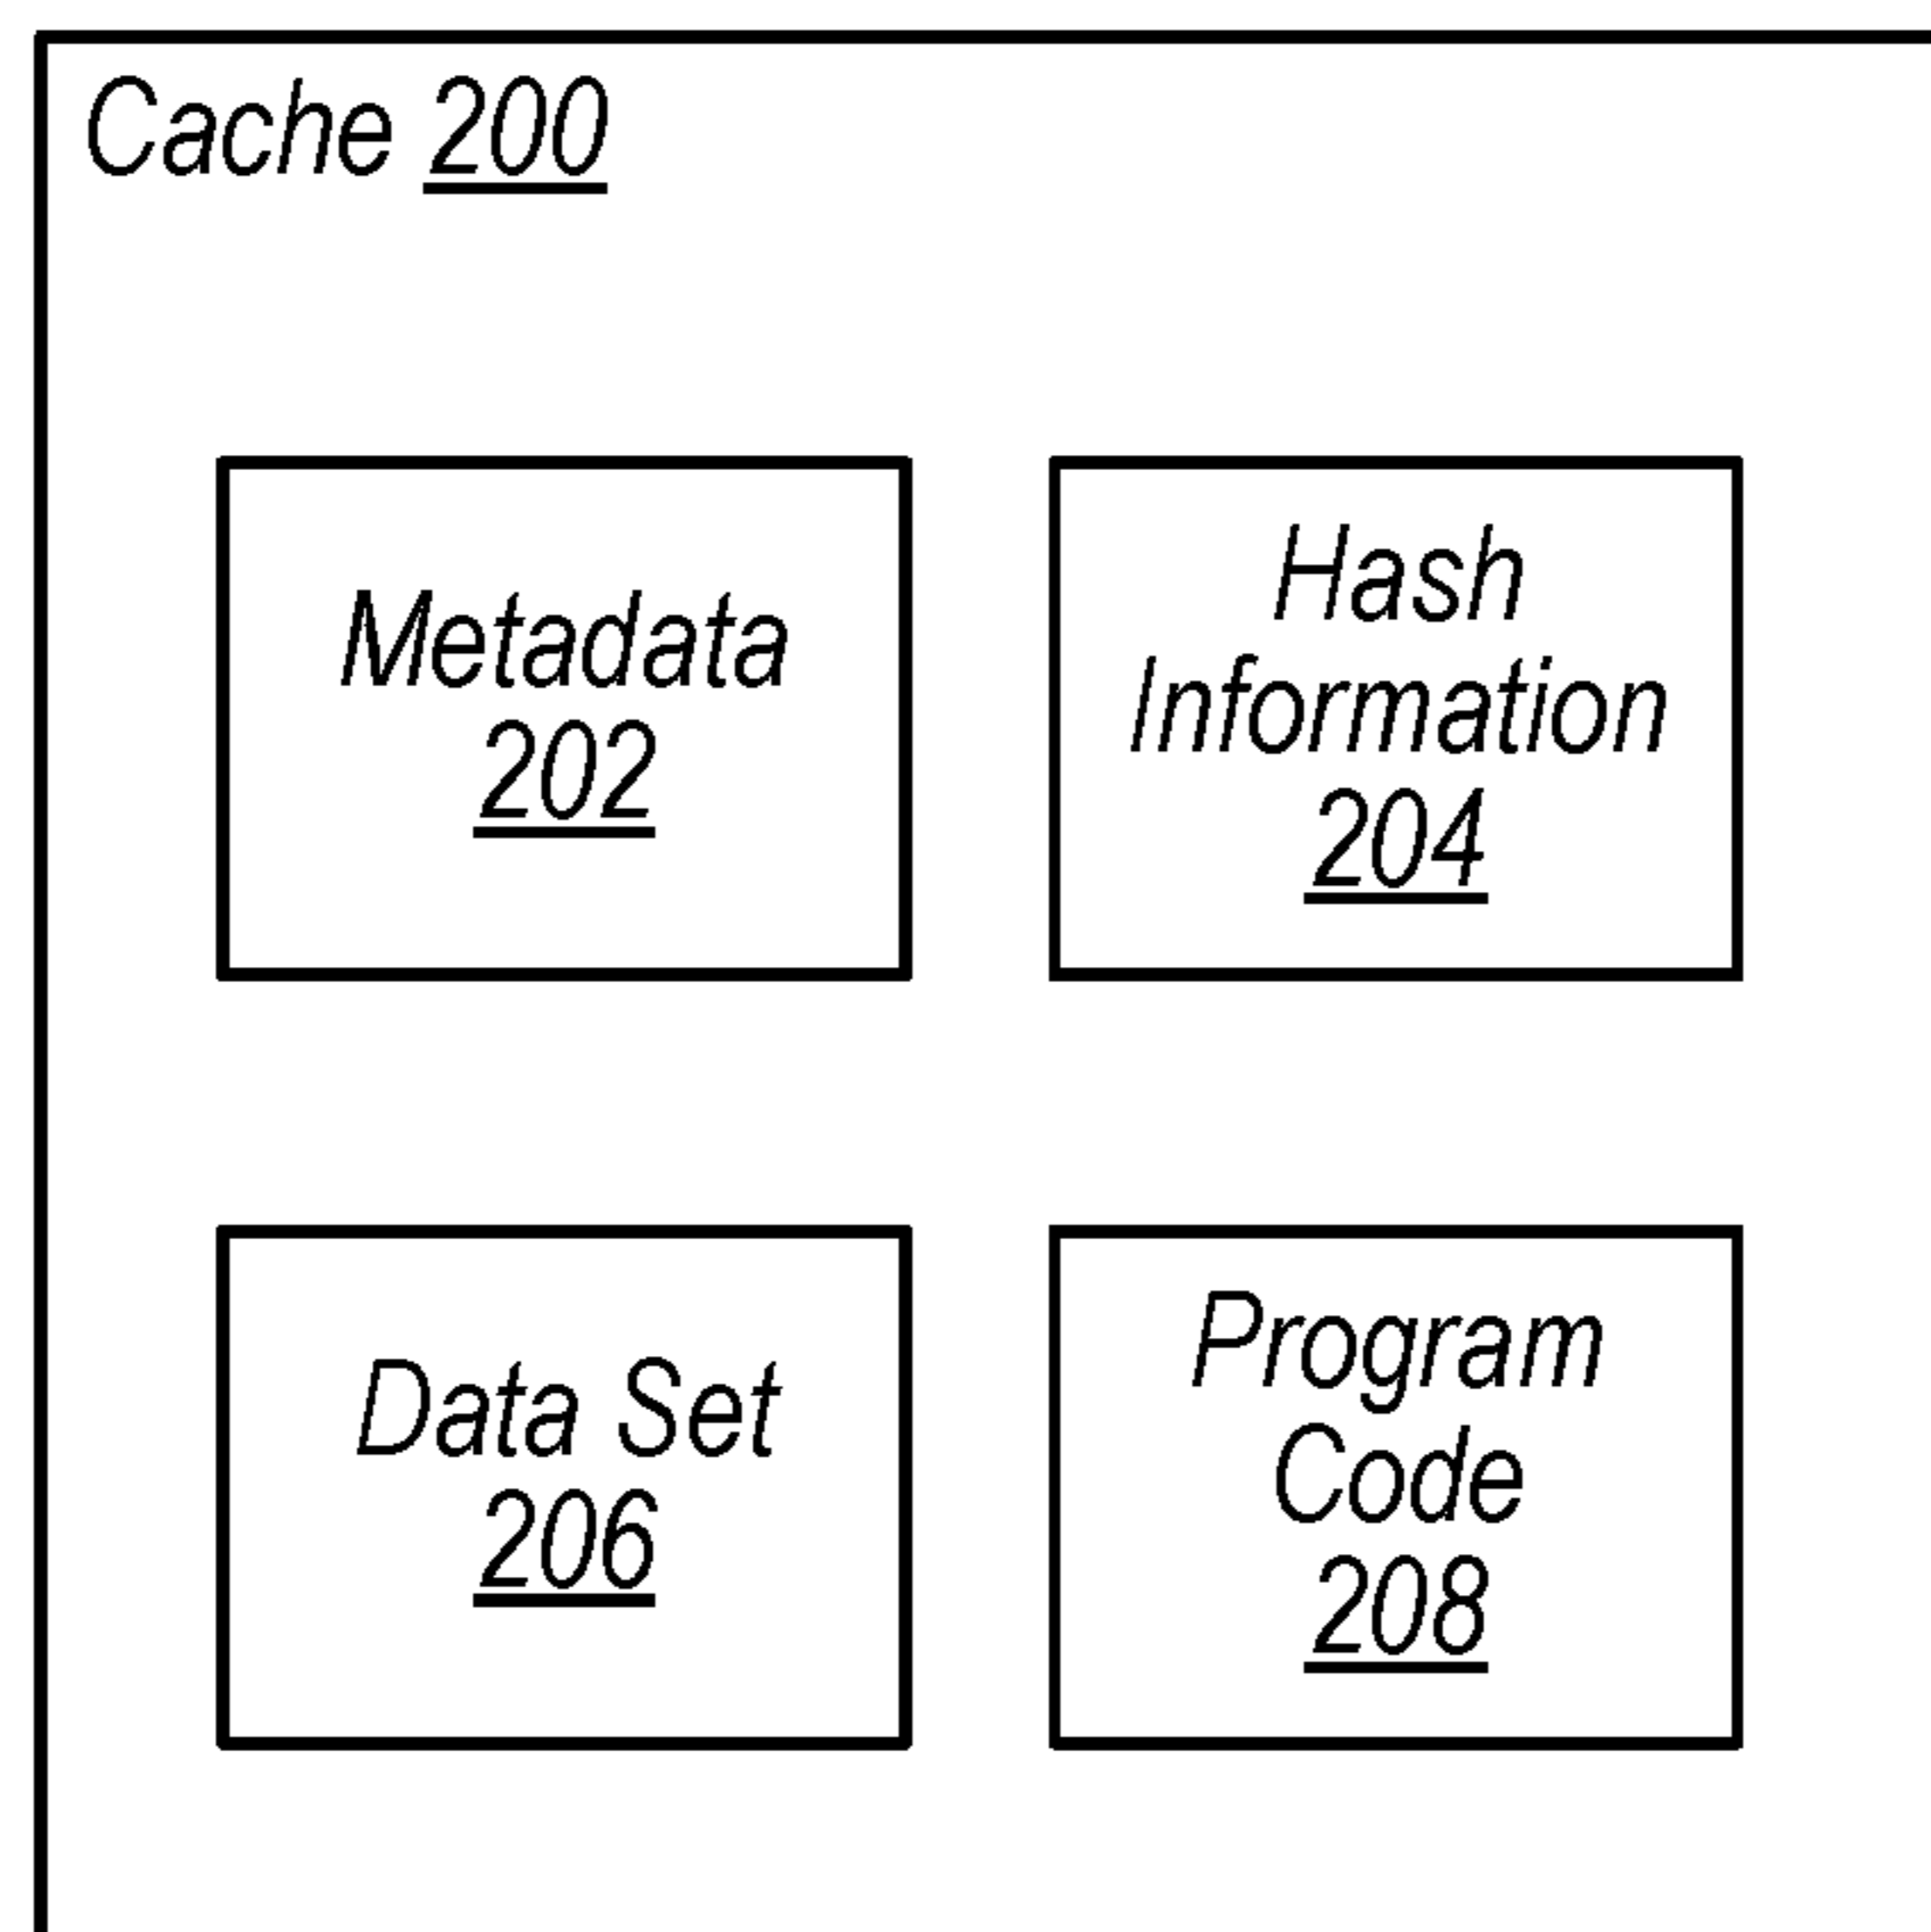 Cache 200
Metadata
202
Hash
Information
204
Data Set
206
Program
Code
208